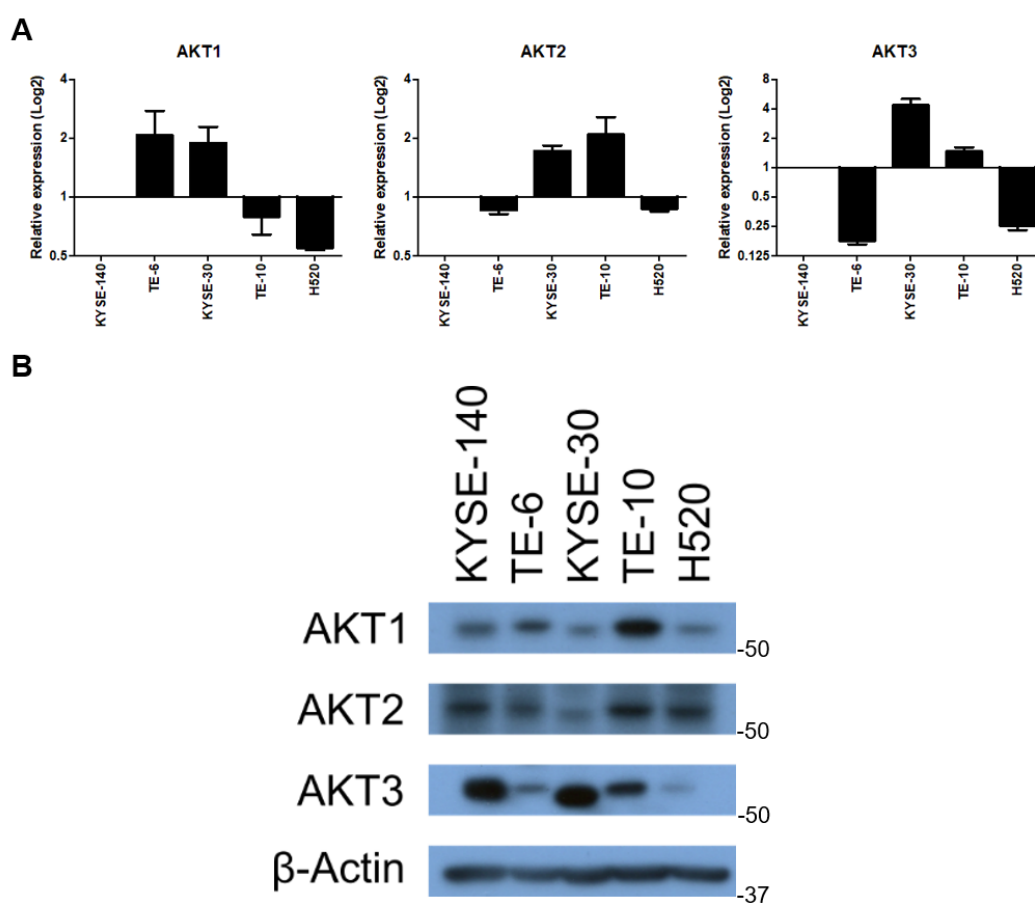 A
AKT1
Relative expression (Log2)
4
2
1
0.5
KYSE-140
TE-6
KYSE-30
TE-10
H520
AKT2
Relative expression (Log2)
4
2
1
0.5
KYSE-140
TE-6
KYSE-30
TE-10
H520
AKT3
Relative expression (Log2)
8
4
2
1
0.5
0.25
0.125
KYSE-140
TE-6
KYSE-30
TE-10
H520
B
KYSE-140
TE-6
KYSE-30
TE-10
H520
AKT1
-50
AKT2
-50
AKT3
-50
β-Actin
-37